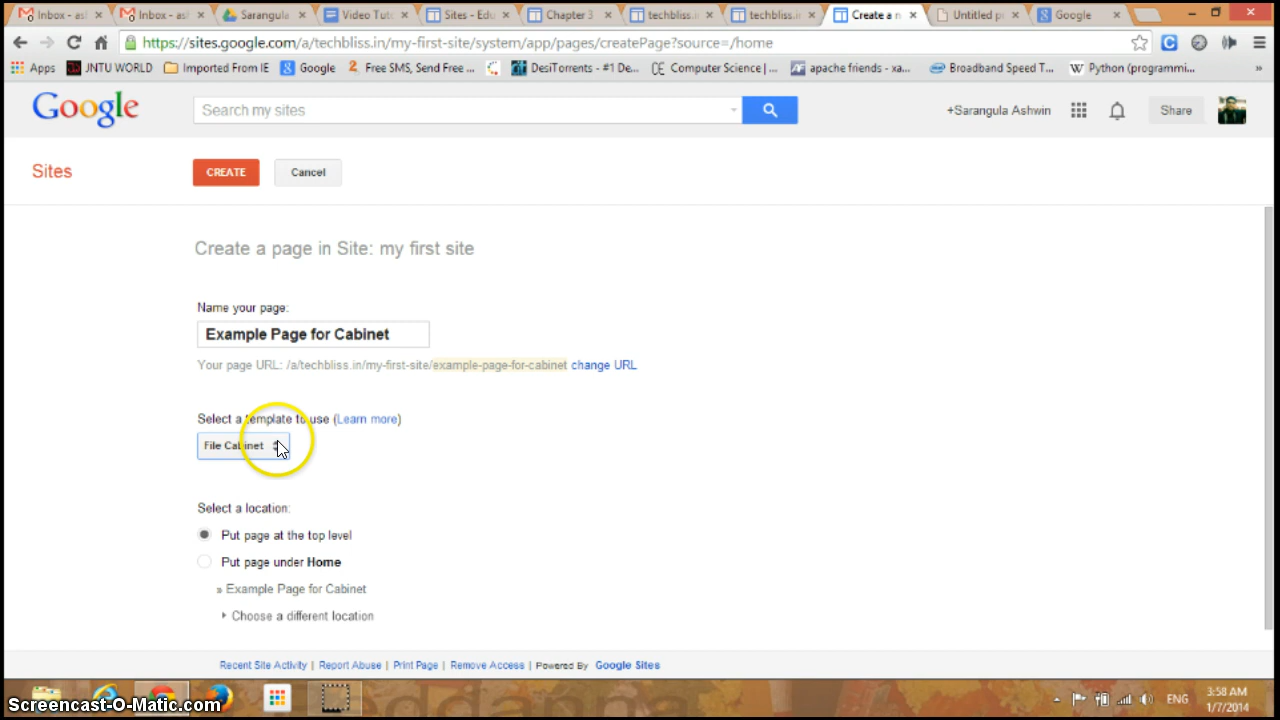 Inbox - as
Inbox - as
Sarangula
Video Tut
Sites - Edu
Chapter 3
techbliss.i
techbliss.in
Create a n
Untitled p
Google
https://sites.google.com/a/techbliss.in/my-first-site/system/app/pages/createPage?source=/home
Apps
JNTU WORLD
Imported From IE
Google
Free SMS, Send Free ...
DesiTorrents - #1 De...
Computer Science | ...
apache friends - xa...
Broadband Speed T...
Python (programmi...
»
Google
Search my sites
+Sarangula Ashwin
Share
Sites
CREATE
Cancel
Create a page in Site: my first site
Name your page:
Example Page for Cabinet
Your page URL: /a/techbliss.in/my-first-site/example-page-for-cabinet change URL
Select a template to use (Learn more)
File Cabinet
Select a location:
Put page at the top level
Put page under Home
» Example Page for Cabinet
Choose a different location
Recent Site Activity | Report Abuse | Print Page | Remove Access | Powered By Google Sites
Screencast-O-Matic.com
ENG
3:58 AM
1/7/2014